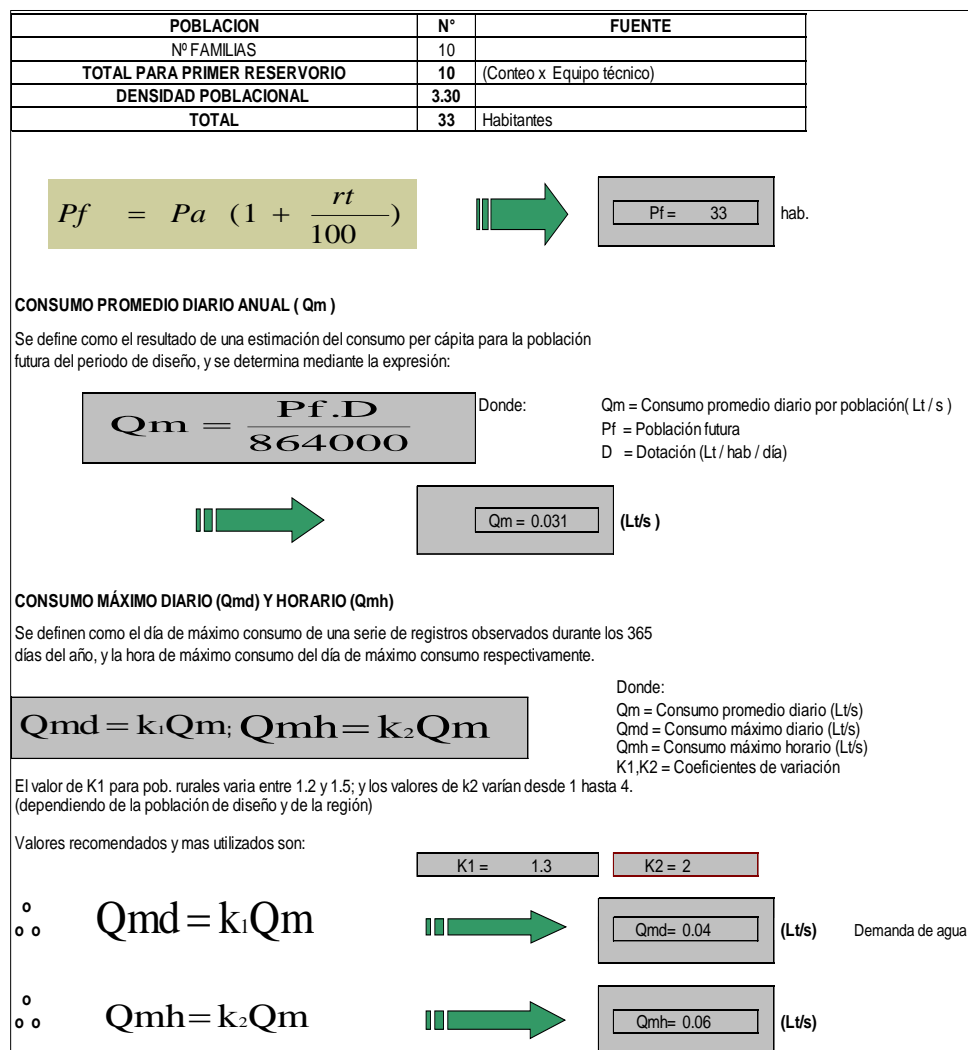 POBLACION N° FUENTE
Nº FAMILIAS 10
TOTAL PARA PRIMER RESERVORIO 10 (Conteo x Equipo técnico)
DENSIDAD POBLACIONAL 3.30
TOTAL 33 Habitantes
Pf = Pa (1 + rt/100) Pf = 33 hab.
CONSUMO PROMEDIO DIARIO ANUAL ( Qm )
Se define como el resultado de una estimación del consumo per cápita para la población
futura del periodo de diseño, y se determina mediante la expresión:
Qm = Pf.D/864000
Donde: Qm = Consumo promedio diario por población( Lt / s )
Pf = Población futura
D = Dotación (Lt / hab / día)
Qm = 0.031 (Lt/s )
CONSUMO MÁXIMO DIARIO (Qmd) Y HORARIO (Qmh)
Se definen como el día de máximo consumo de una serie de registros observados durante los 365
días del año, y la hora de máximo consumo del día de máximo consumo respectivamente.
Qmd = k₁Qm; Qmh = k₂Qm
Donde:
Qm = Consumo promedio diario (Lt/s)
Qmd = Consumo máximo diario (Lt/s)
Qmh = Consumo máximo horario (Lt/s)
K1,K2 = Coeficientes de variación
El valor de K1 para pob. rurales varia entre 1.2 y 1.5; y los valores de k2 varían desde 1 hasta 4.
(dependiendo de la población de diseño y de la región)
Valores recomendados y mas utilizados son:
K1 = 1.3 K2 = 2
o
o o Qmd = k₁Qm Qmd= 0.04 (Lt/s) Demanda de agua
o
o o Qmh = k₂Qm Qmh= 0.06 (Lt/s)